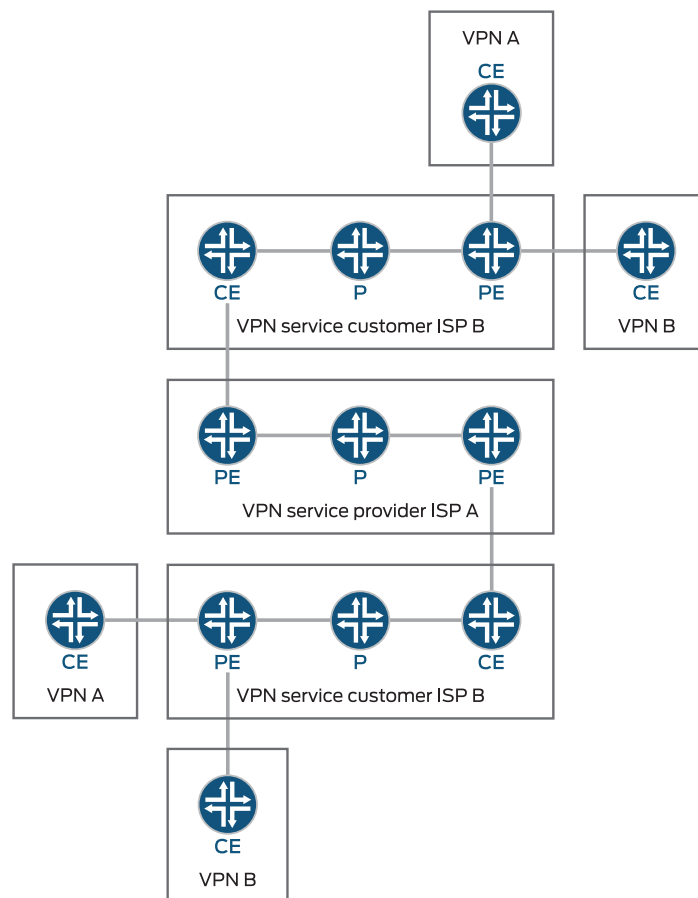 VPN A
CE
CE P PE CE
VPN service customer ISP B VPN B
PE P PE
VPN service provider ISP A
CE PE P CE
VPN A VPN service customer ISP B
CE
VPN B